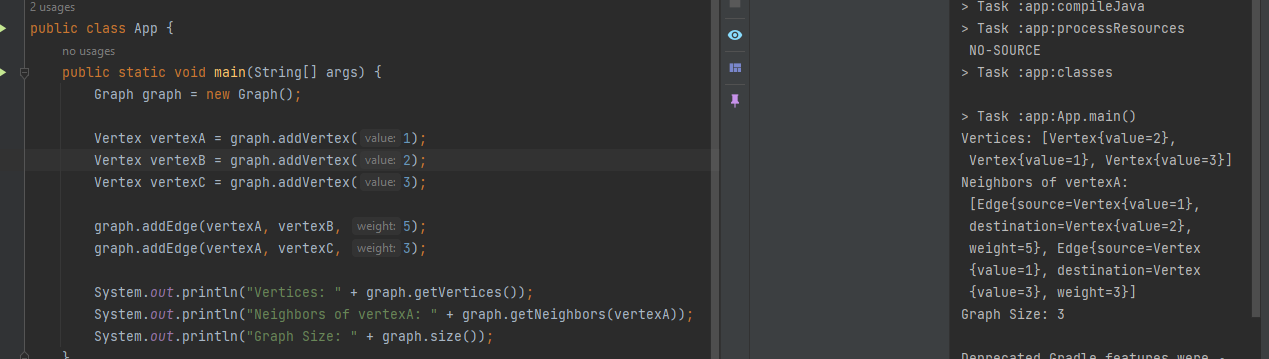 2 usages
public class App {
no usages
public static void main(String[] args) {
Graph graph = new Graph();
Vertex vertexA = graph.addVertex( value: 1);
Vertex vertexB = graph.addVertex( value: 2);
Vertex vertexC = graph.addVertex( value: 3);
graph.addEdge(vertexA, vertexB, weight: 5);
graph.addEdge(vertexA, vertexC, weight: 3);
System.out.println("Vertices: " + graph.getVertices());
System.out.println("Neighbors of vertexA: " + graph.getNeighbors(vertexA));
System.out.println("Graph Size: " + graph.size());
}
> Task :app:compileJava
> Task :app:processResources
NO-SOURCE
> Task :app:classes
> Task :app:App.main()
Vertices: [Vertex{value=2},
Vertex{value=1}, Vertex{value=3}]
Neighbors of vertexA:
[Edge{source=Vertex{value=1},
destination=Vertex{value=2},
weight=5}, Edge{source=Vertex
{value=1}, destination=Vertex
{value=3}, weight=3}]
Graph Size: 3
Deprecated Gradle features were